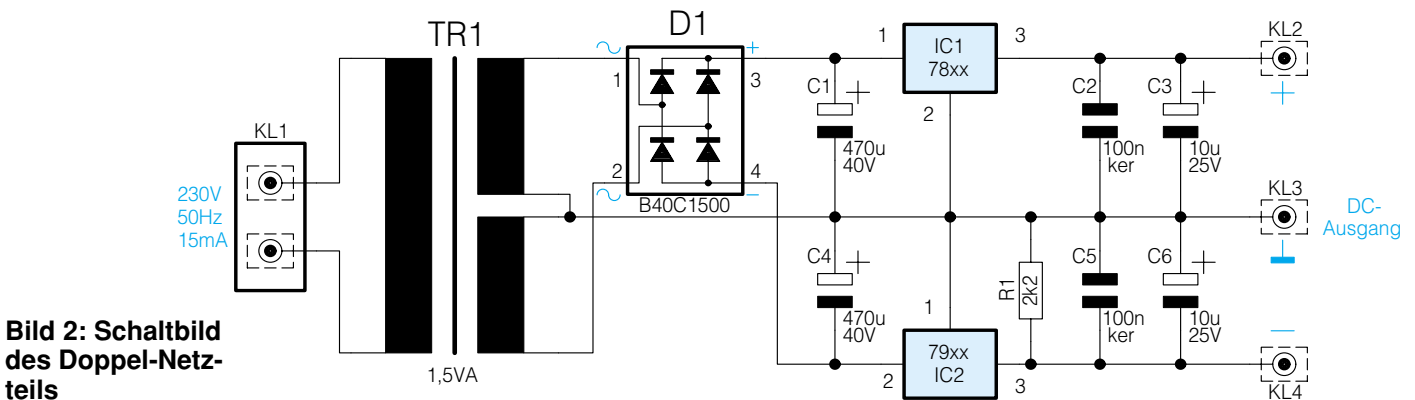 TR1
D1
~
1
+
3
2
~
4
−
B40C1500
KL1
230V
50Hz
15mA
1,5VA
1
IC1
78xx
3
2
C1
+
470u
40V
C2
100n
ker
C3
+
10u
25V
KL2
+
KL3
DC-
Ausgang
C4
+
470u
40V
1
79xx
IC2
2
3
R1
2k2
C5
100n
ker
C6
+
10u
25V
−
KL4
Bild 2: Schaltbild
des Doppel-Netz-
teils